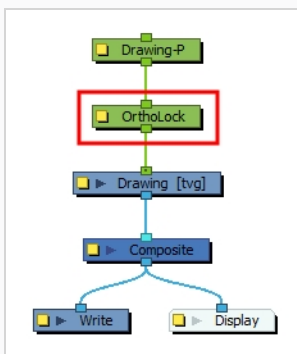 Drawing-P
OrthoLock
Drawing [tvg]
Composite
Write
Display